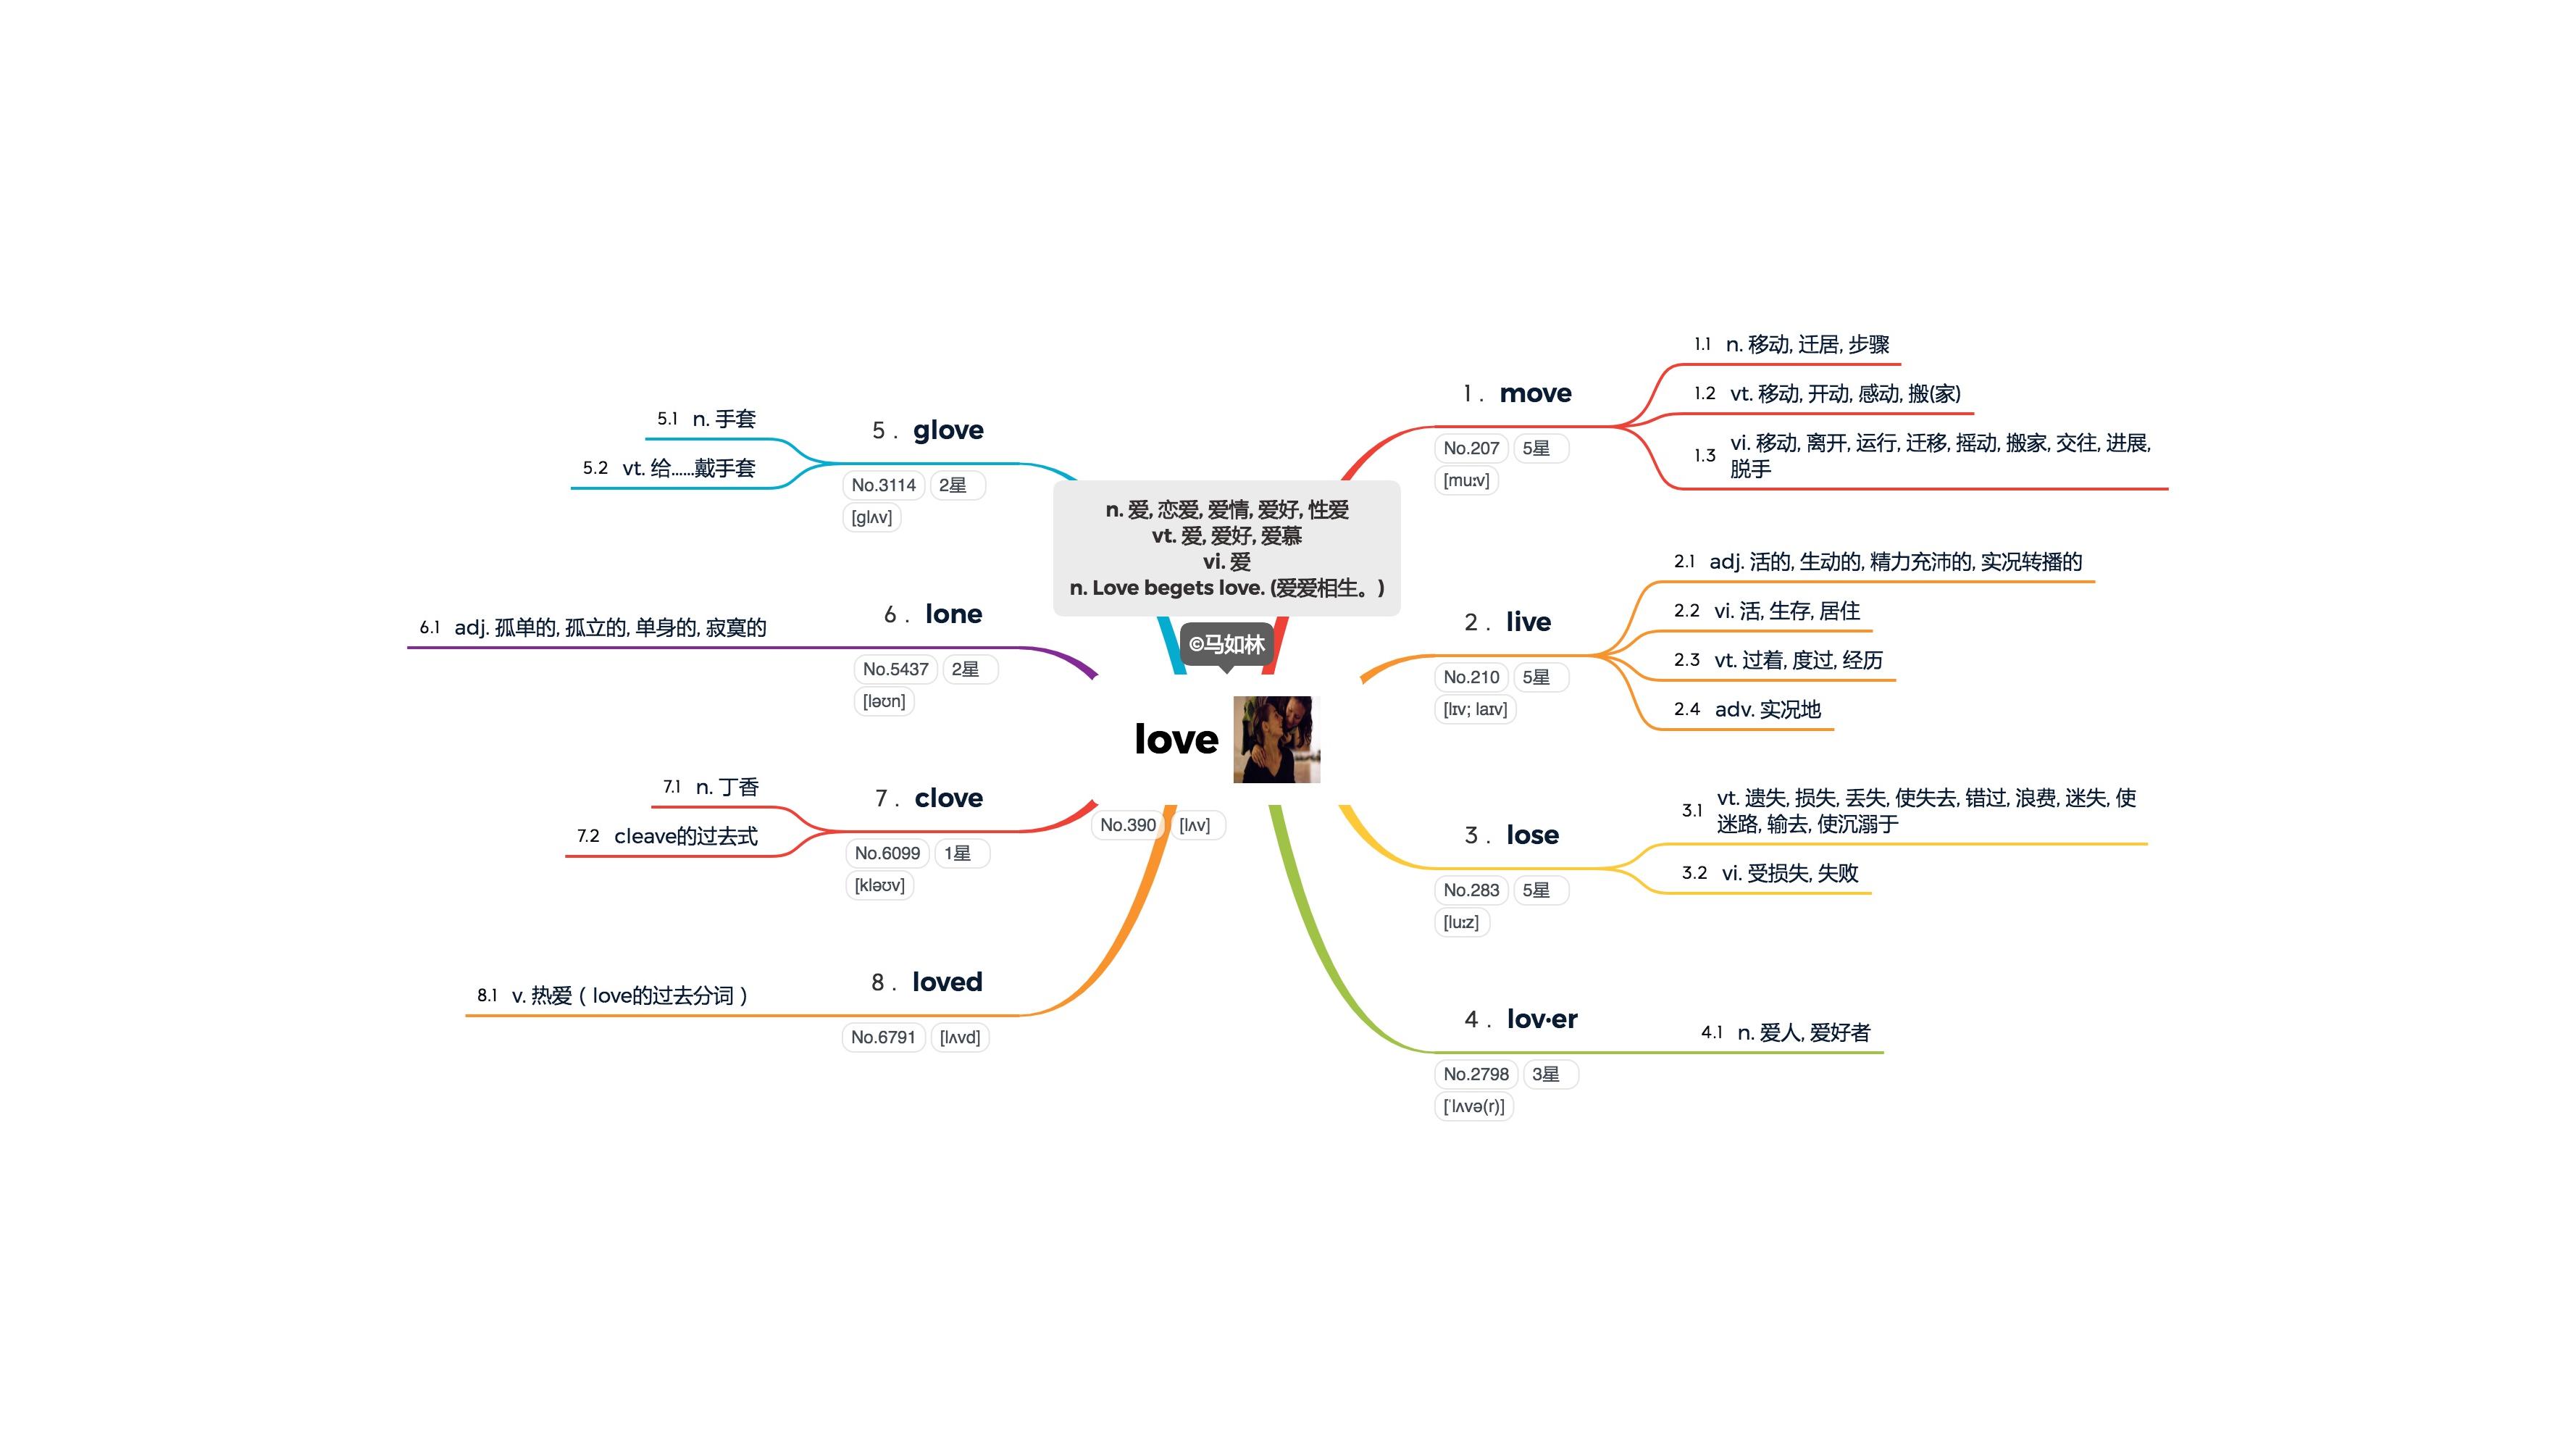 n. 爱, 恋爱, 爱情, 爱好, 性爱
vt. 爱, 爱好, 爱慕
vi. 爱
n. Love begets love. (爱爱相生。)
©马如林
love
No.390 [lʌv]
1. move
No.207 5星
[muːv]
1.1 n. 移动, 迁居, 步骤
1.2 vt. 移动, 开动, 感动, 搬(家)
1.3 vi. 移动, 离开, 运行, 迁移, 摇动, 搬家, 交往, 进展,
脱手
2. live
No.210 5星
[lɪv; laɪv]
2.1 adj. 活的, 生动的, 精力充沛的, 实况转播的
2.2 vi. 活, 生存, 居住
2.3 vt. 过着, 度过, 经历
2.4 adv. 实况地
3. lose
No.283 5星
[luːz]
3.1 vt. 遗失, 损失, 丢失, 使失去, 错过, 浪费, 迷失, 使
迷路, 输去, 使沉溺于
3.2 vi. 受损失, 失败
4. lov·er
No.2798 3星
[ˈlʌvə(r)]
4.1 n. 爱人, 爱好者
5. glove
No.3114 2星
[glʌv]
5.1 n. 手套
5.2 vt. 给......戴手套
6. lone
No.5437 2星
[ləʊn]
6.1 adj. 孤单的, 孤立的, 单身的, 寂寞的
7. clove
No.6099 1星
[kləʊv]
7.1 n. 丁香
7.2 cleave的过去式
8. loved
No.6791 [lʌvd]
8.1 v. 热爱（love的过去分词）